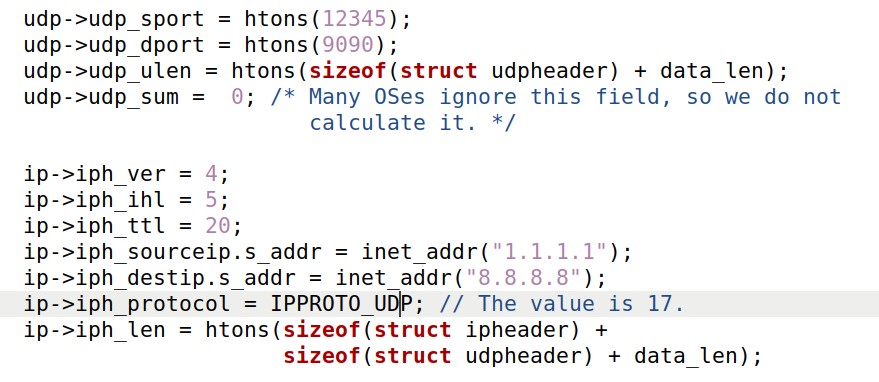 udp->udp_sport = htons(12345);
udp->udp_dport = htons(9090);
udp->udp_ulen = htons(sizeof(struct udpheader) + data_len);
udp->udp_sum =  0; /* Many OSes ignore this field, so we do not
                      calculate it. */
ip->iph_ver = 4;
ip->iph_ihl = 5;
ip->iph_ttl = 20;
ip->iph_sourceip.s_addr = inet_addr("1.1.1.1");
ip->iph_destip.s_addr = inet_addr("8.8.8.8");
ip->iph_protocol = IPPROTO_UDP; // The value is 17.
ip->iph_len = htons(sizeof(struct ipheader) +
                    sizeof(struct udpheader) + data_len);